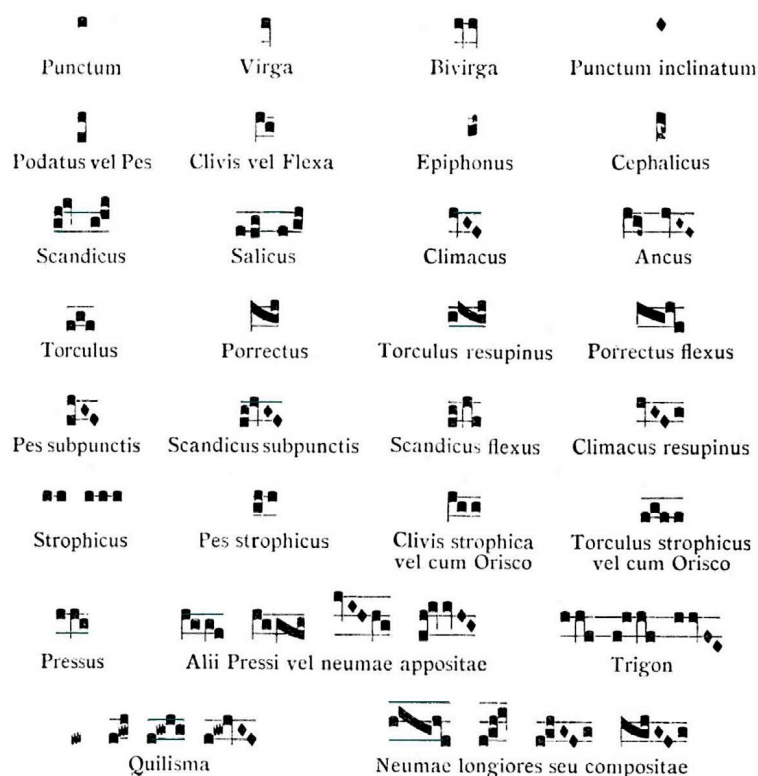 Punctum Virga Bivirga Punctum inclinatum
Podatus vel Pes Clivis vel Flexa Epiphonus Cephalicus
Scandicus Salicus Climacus Ancus
Torculus Porrectus Torculus resupinus Porrectus flexus
Pes subpunctis Scandicus subpunctis Scandicus flexus Climacus resupinus
Strophicus Pes strophicus Clivis strophica Torculus strophicus
vel cum Orisco vel cum Orisco
Pressus Alii Pressi vel neumae appositae Trigon
Quilisma Neumae longiores seu compositae